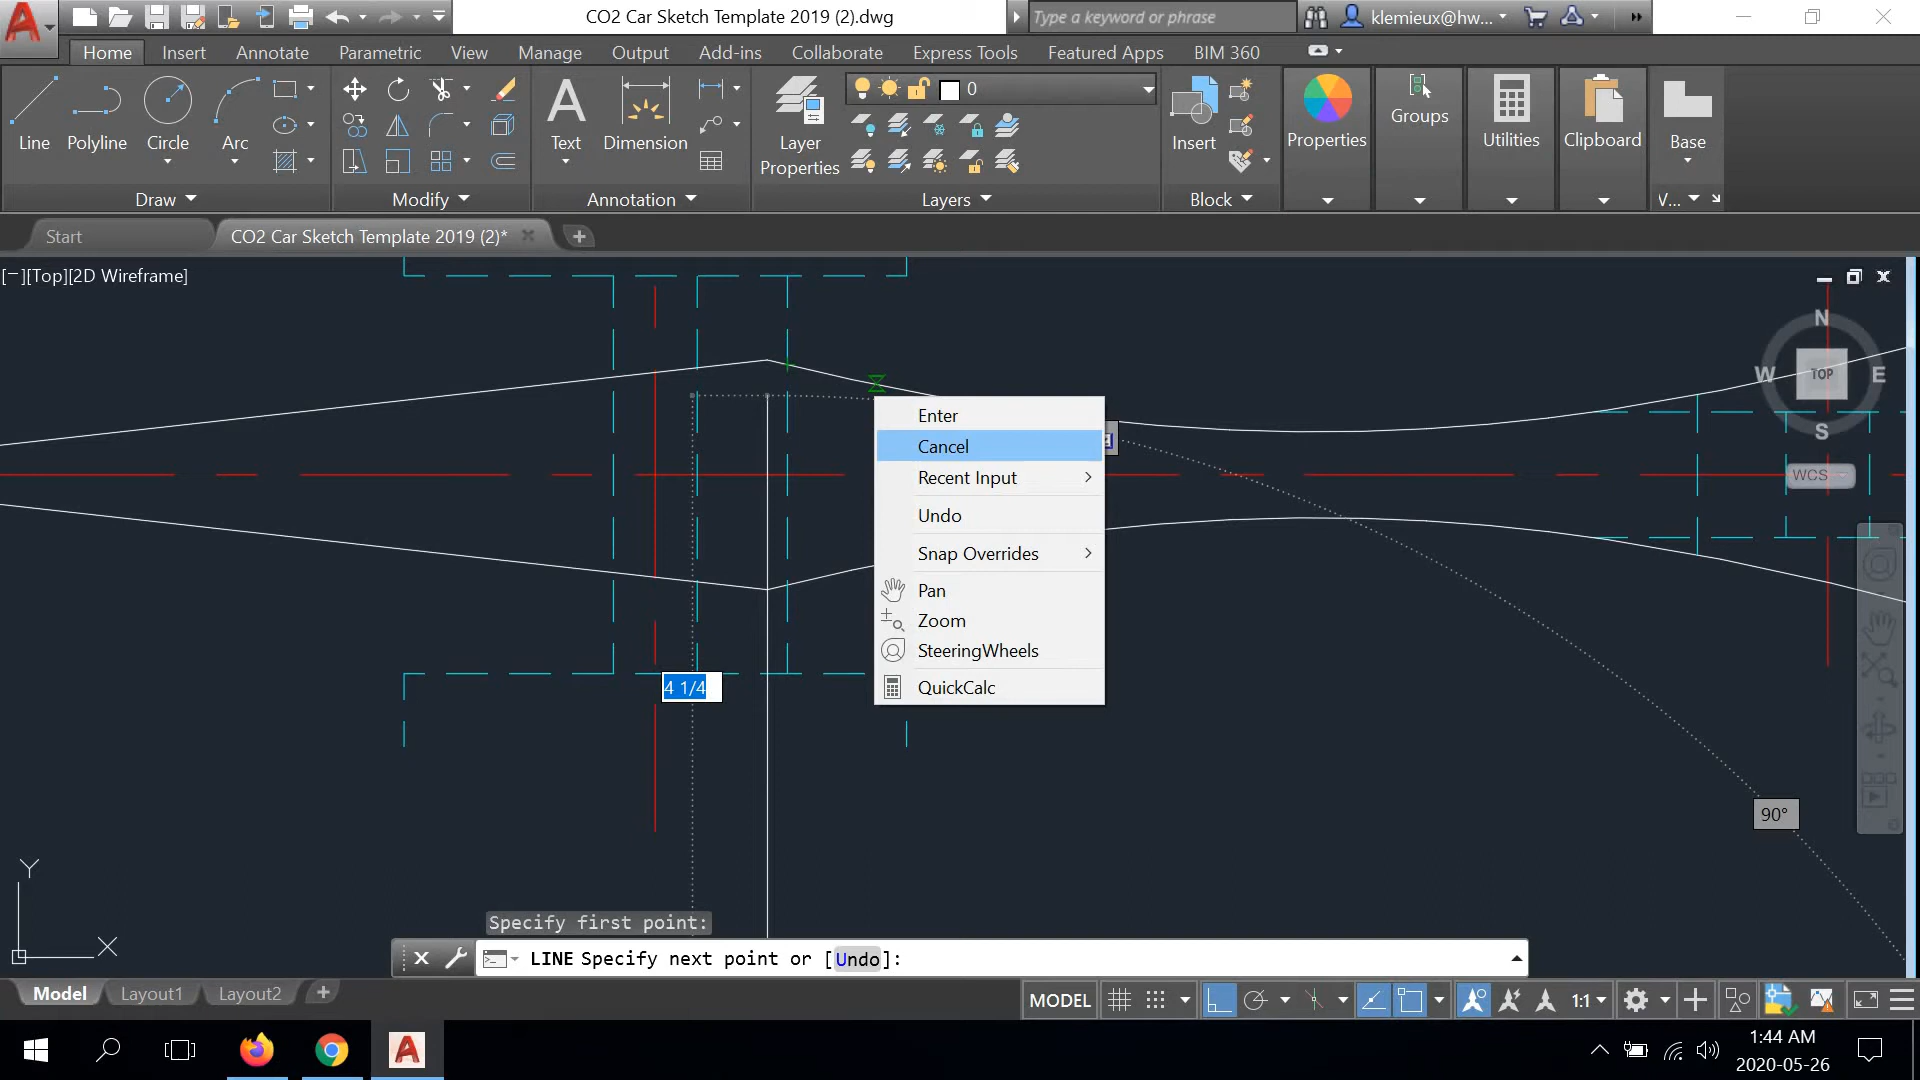 CO2 Car Sketch Template 2019 (2).dwg
Type a keyword or phrase
klemieux@hw...
Home Insert Annotate Parametric View Manage Output Add-ins Collaborate Express Tools Featured Apps BIM 360
0
Line Polyline Circle Arc Text Dimension Layer Properties Insert Properties Groups Utilities Clipboard Base
Draw Modify Annotation Layers Block V...
Start CO2 Car Sketch Template 2019 (2)*
[−][Top][2D Wireframe]
N
W TOP E
S
WCS
Enter
Cancel
Recent Input
Undo
Snap Overrides
Pan
Zoom
SteeringWheels
QuickCalc
4 1/4
90°
Y
X
Specify first point:
LINE Specify next point or [Undo]:
Model Layout1 Layout2
MODEL 1:1
1:44 AM
2020-05-26